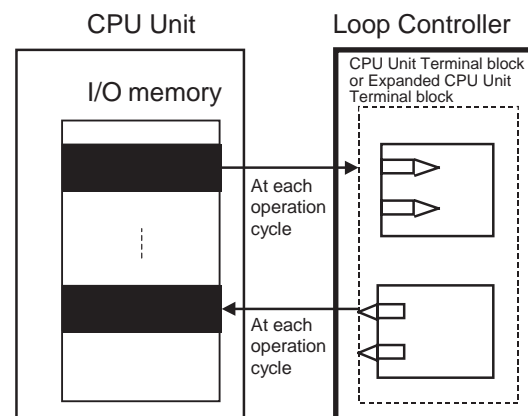 CPU Unit
Loop Controller
I/O memory
CPU Unit Terminal block
or Expanded CPU Unit
Terminal block
At each
operation
cycle
At each
operation
cycle